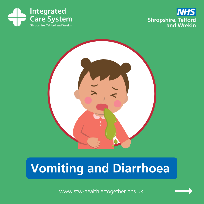 Integrated
Care System
NHS
Shropshire, Telford
and Wrekin
Vomiting and Diarrhoea